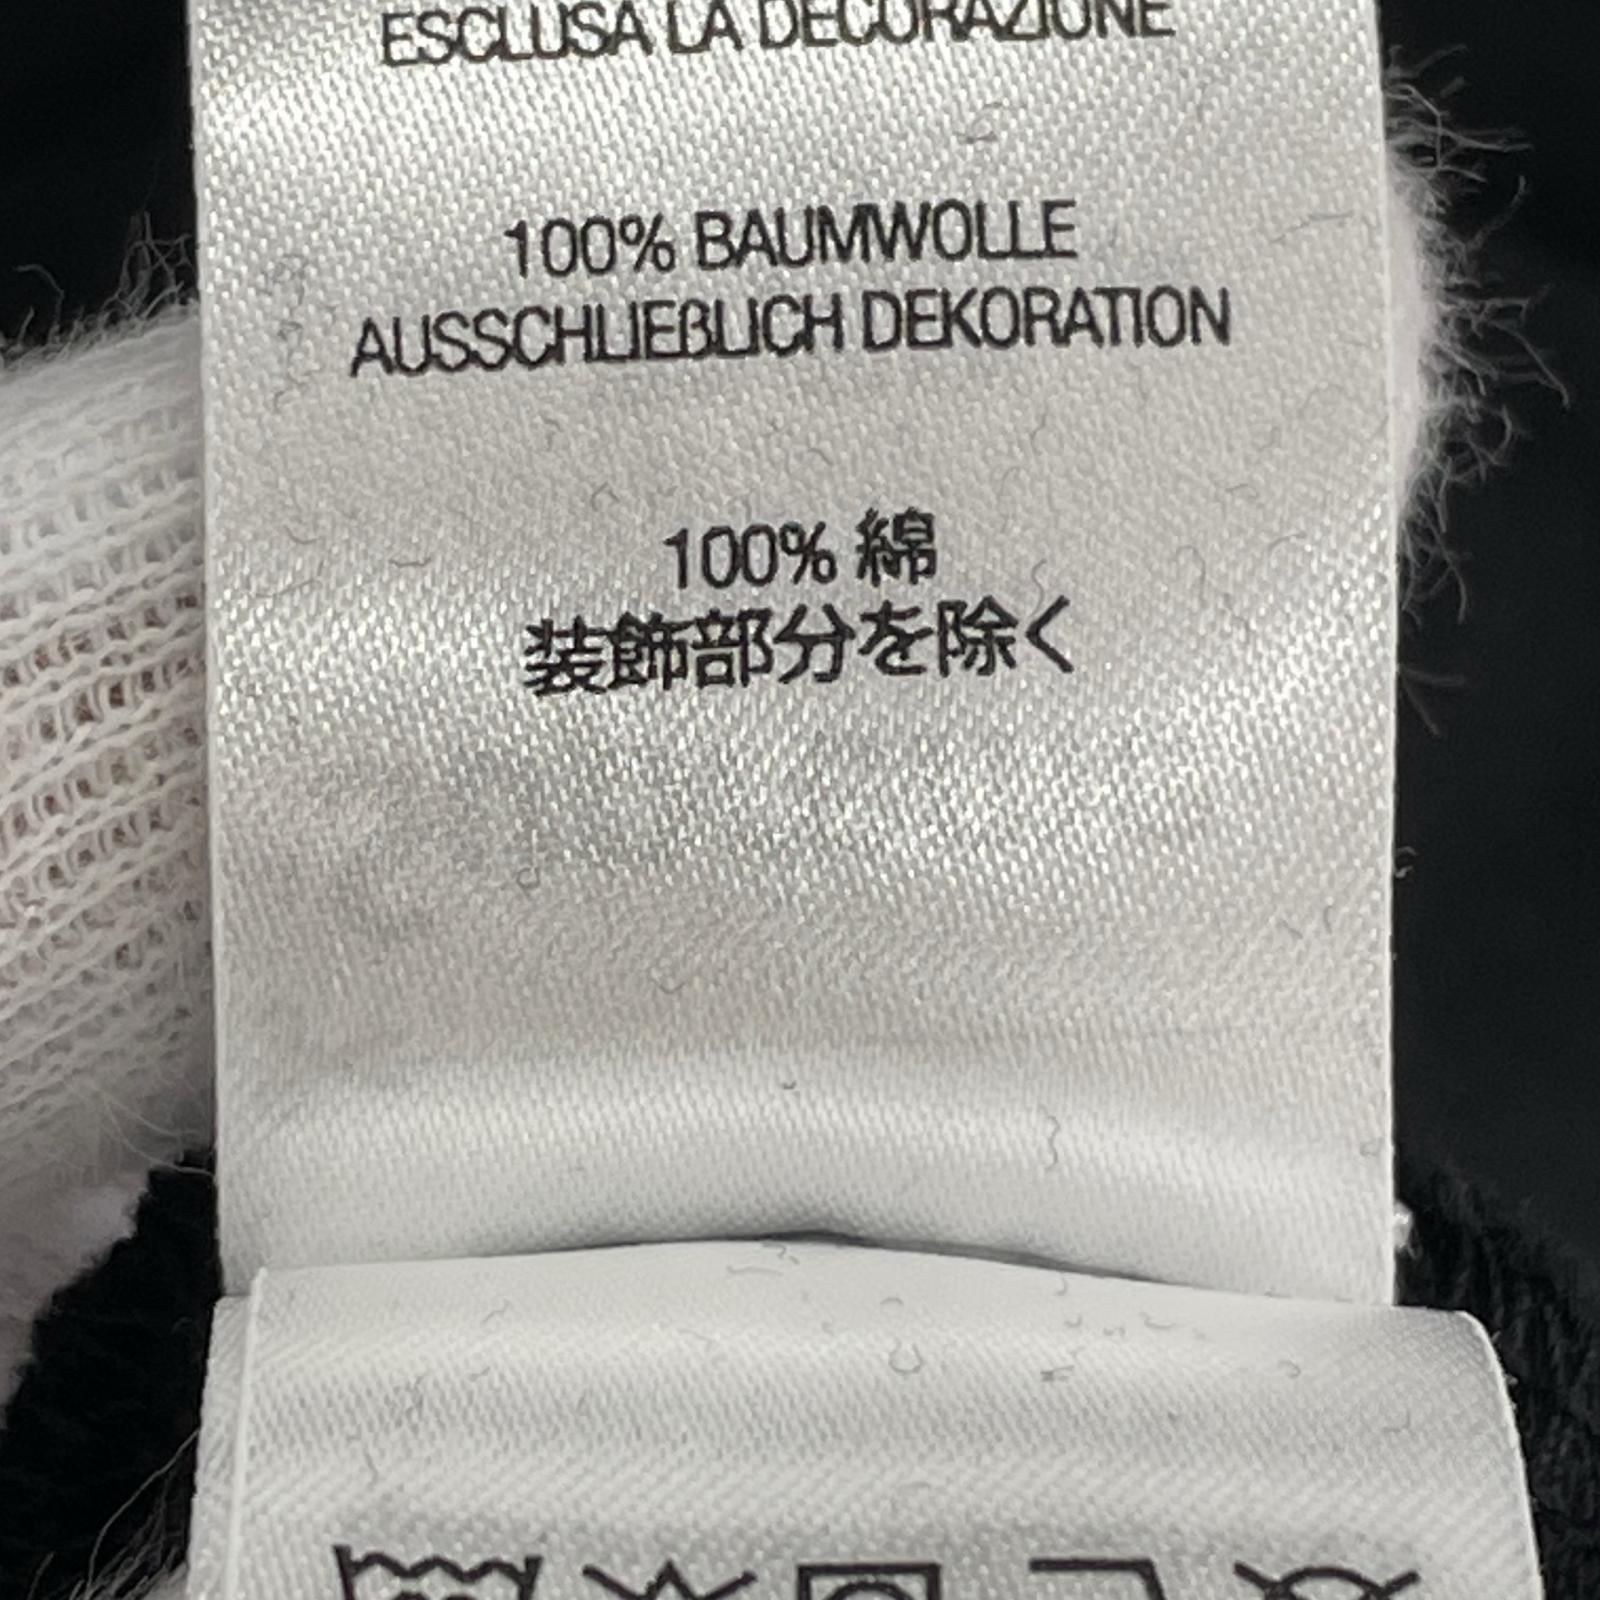 ESCLUSA LA DECORAZIONE
100% BAUMWOLLE
AUSSCHLIEßLICH DEKORATION
100% 綿
装飾部分を除く